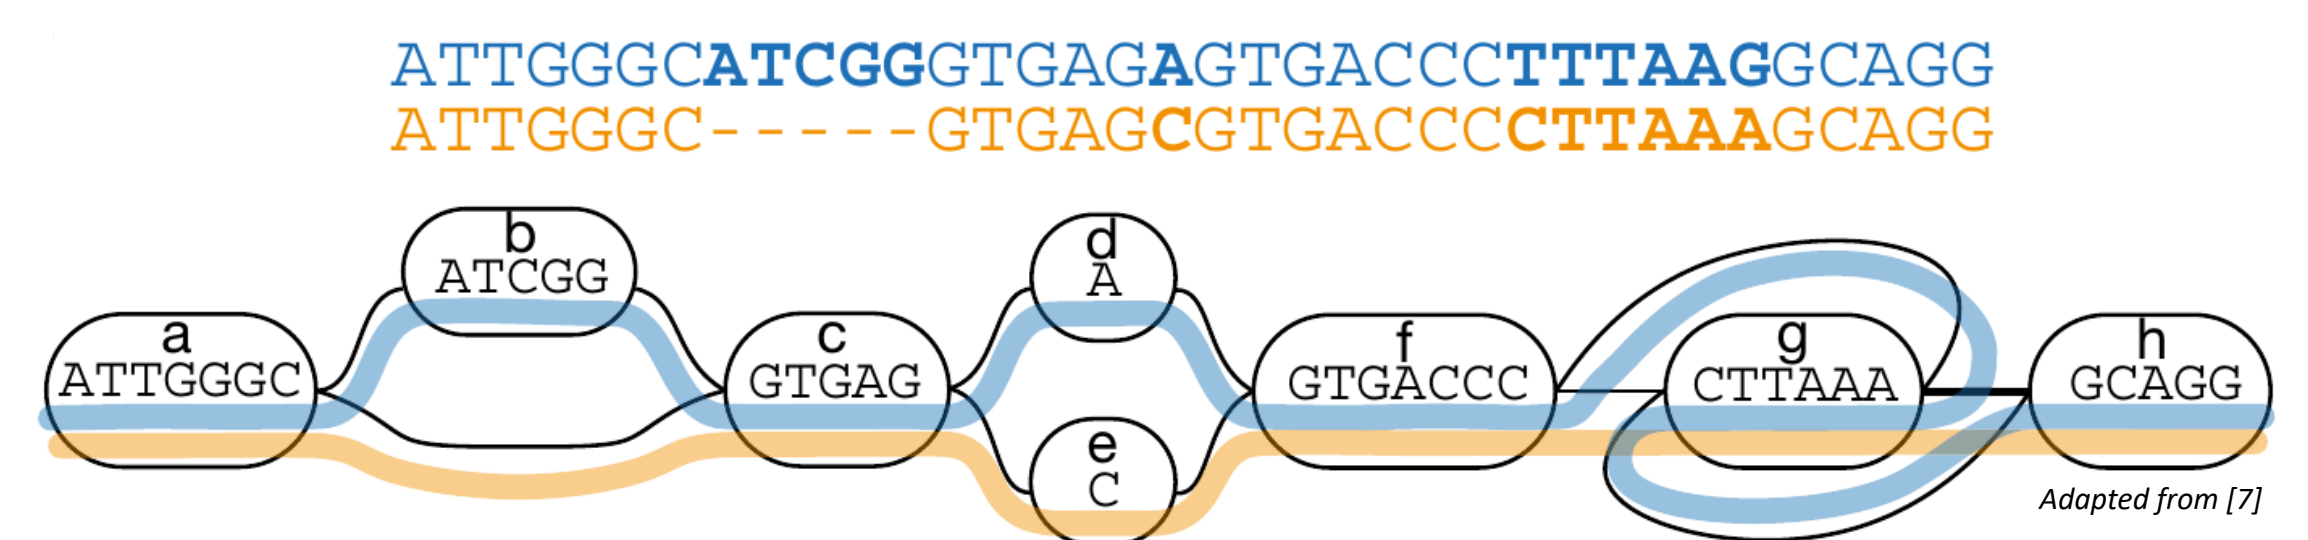 ATTGGGCATCGGGTGAGAGTGACCCTTTAAGGCAGG
ATTGGGC-----GTGAGCGTGACCCCTTAAAGCAGG
b
ATCGG
d
A
a
ATTGGGC
c
GTGAG
f
GTGACCC
g
CTTAAA
h
GCAGG
e
C
Adapted from [7]